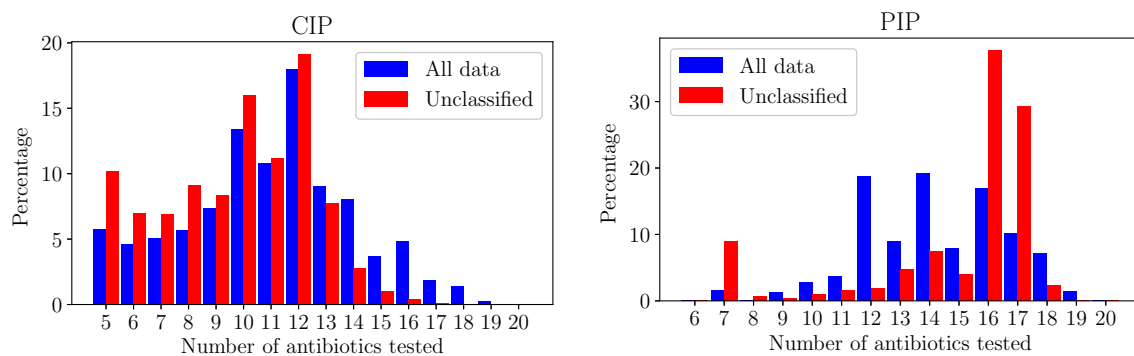 CIP
20
15
10
5
0
Percentage
All data
Unclassified
5 6 7 8 9 10 11 12 13 14 15 16 17 18 19 20
Number of antibiotics tested
PIP
30
20
10
0
Percentage
All data
Unclassified
6 7 8 9 10 11 12 13 14 15 16 17 18 19 20
Number of antibiotics tested